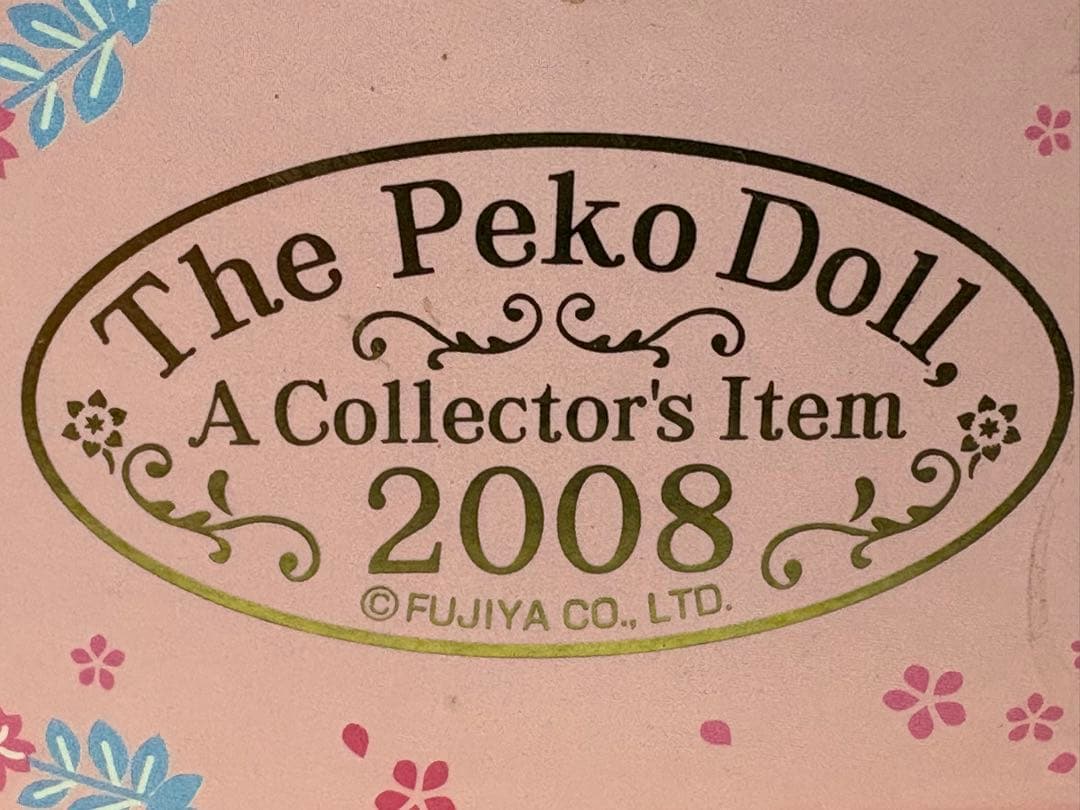 The Peko Doll,
A Collector's Item
2008
©FUJIYA CO., LTD.